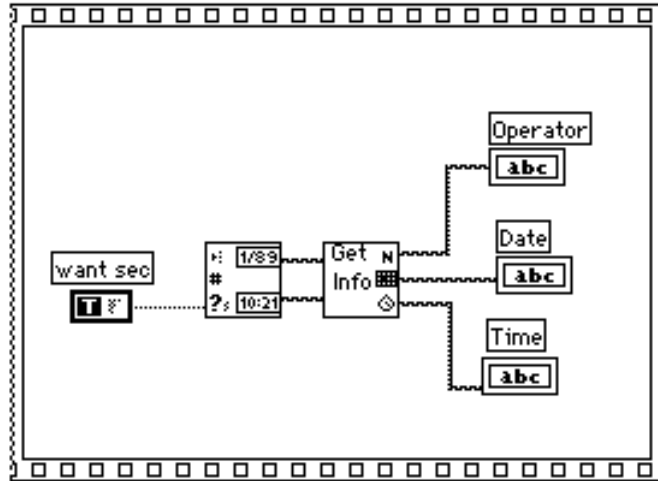 Operator
abc
Date
abc
Time
abc
want sec
T F
#
?s
1/89
10:21
Get N
Info